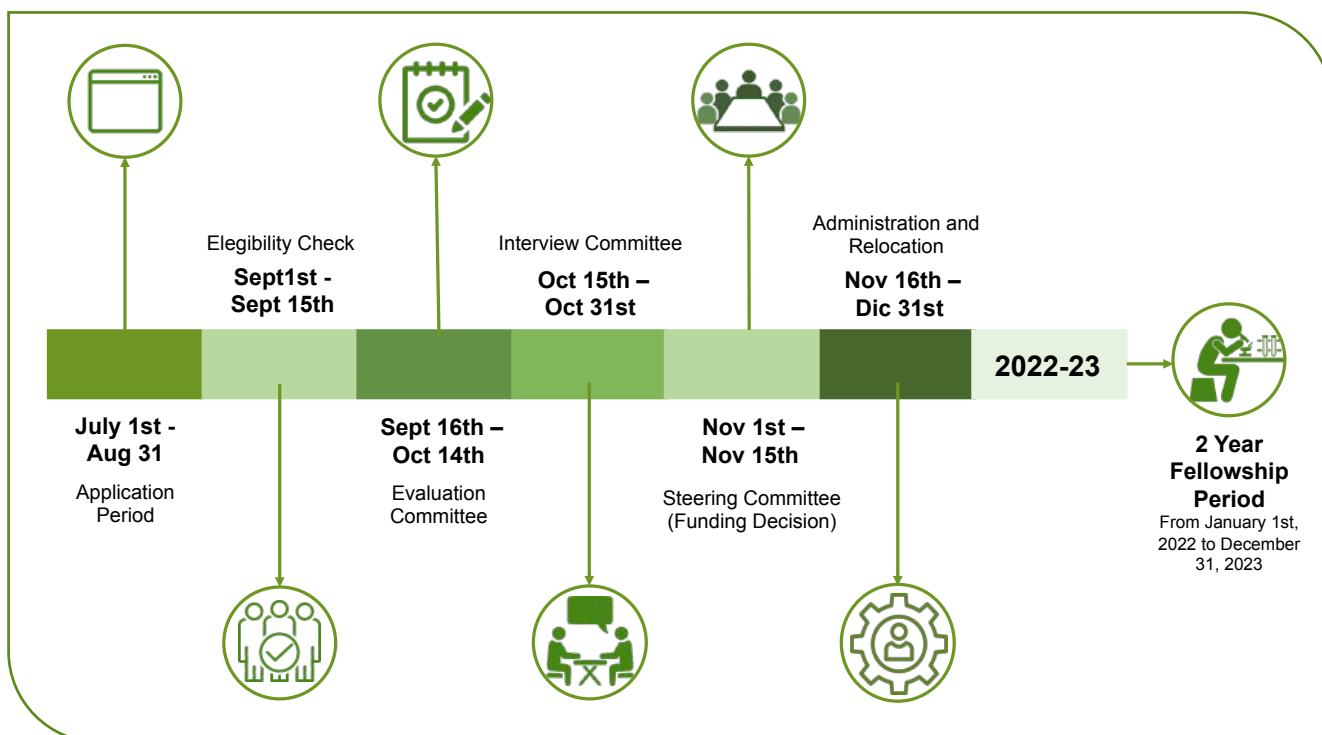 July 1st -
Aug 31
Application
Period
Elegibility Check
Sept1st -
Sept 15th
Sept 16th –
Oct 14th
Evaluation
Committee
Interview Committee
Oct 15th –
Oct 31st
Nov 1st –
Nov 15th
Steering Committee
(Funding Decision)
Administration and
Relocation
Nov 16th –
Dic 31st
2022-23
2 Year
Fellowship
Period
From January 1st,
2022 to December
31, 2023